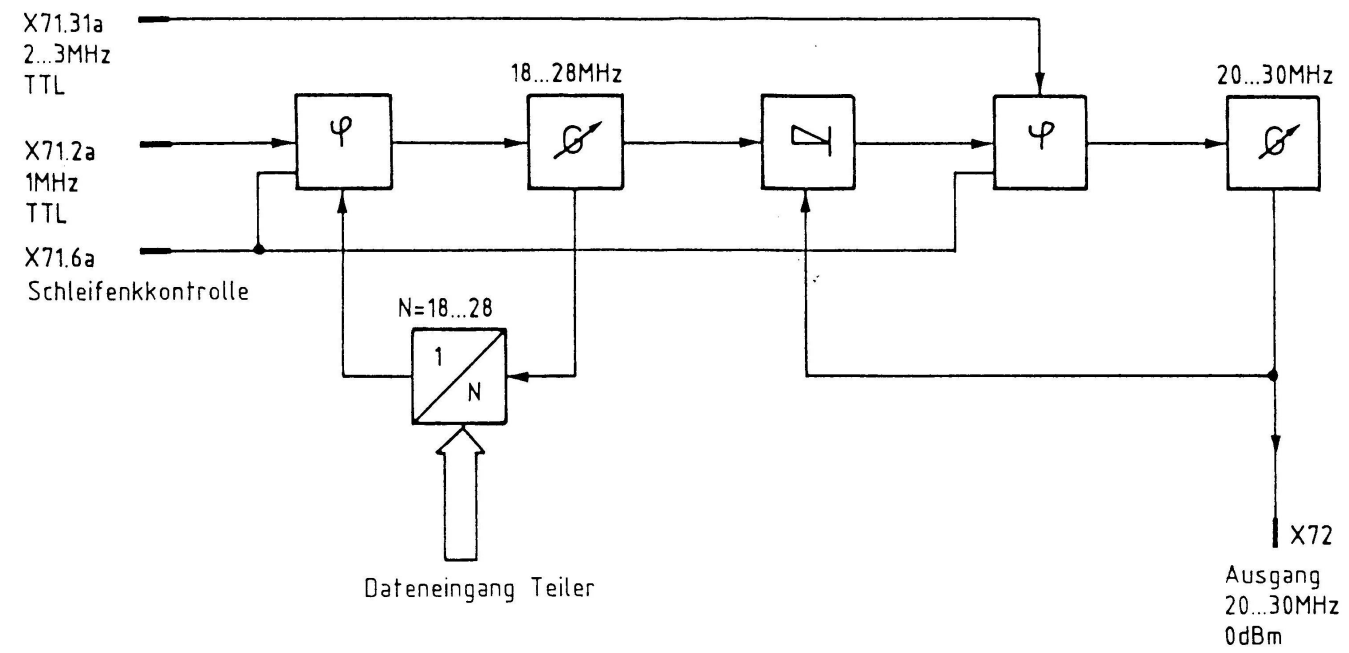 X71.31a
2...3MHz
TTL
18...28MHz
20...30MHz
φ
G
φ
G
X71.2a
1MHz
TTL
X71.6a
Schleifenkkontrolle
N=18...28
1
N
Dateneingang Teiler
X72
Ausgang
20...30MHz
0dBm